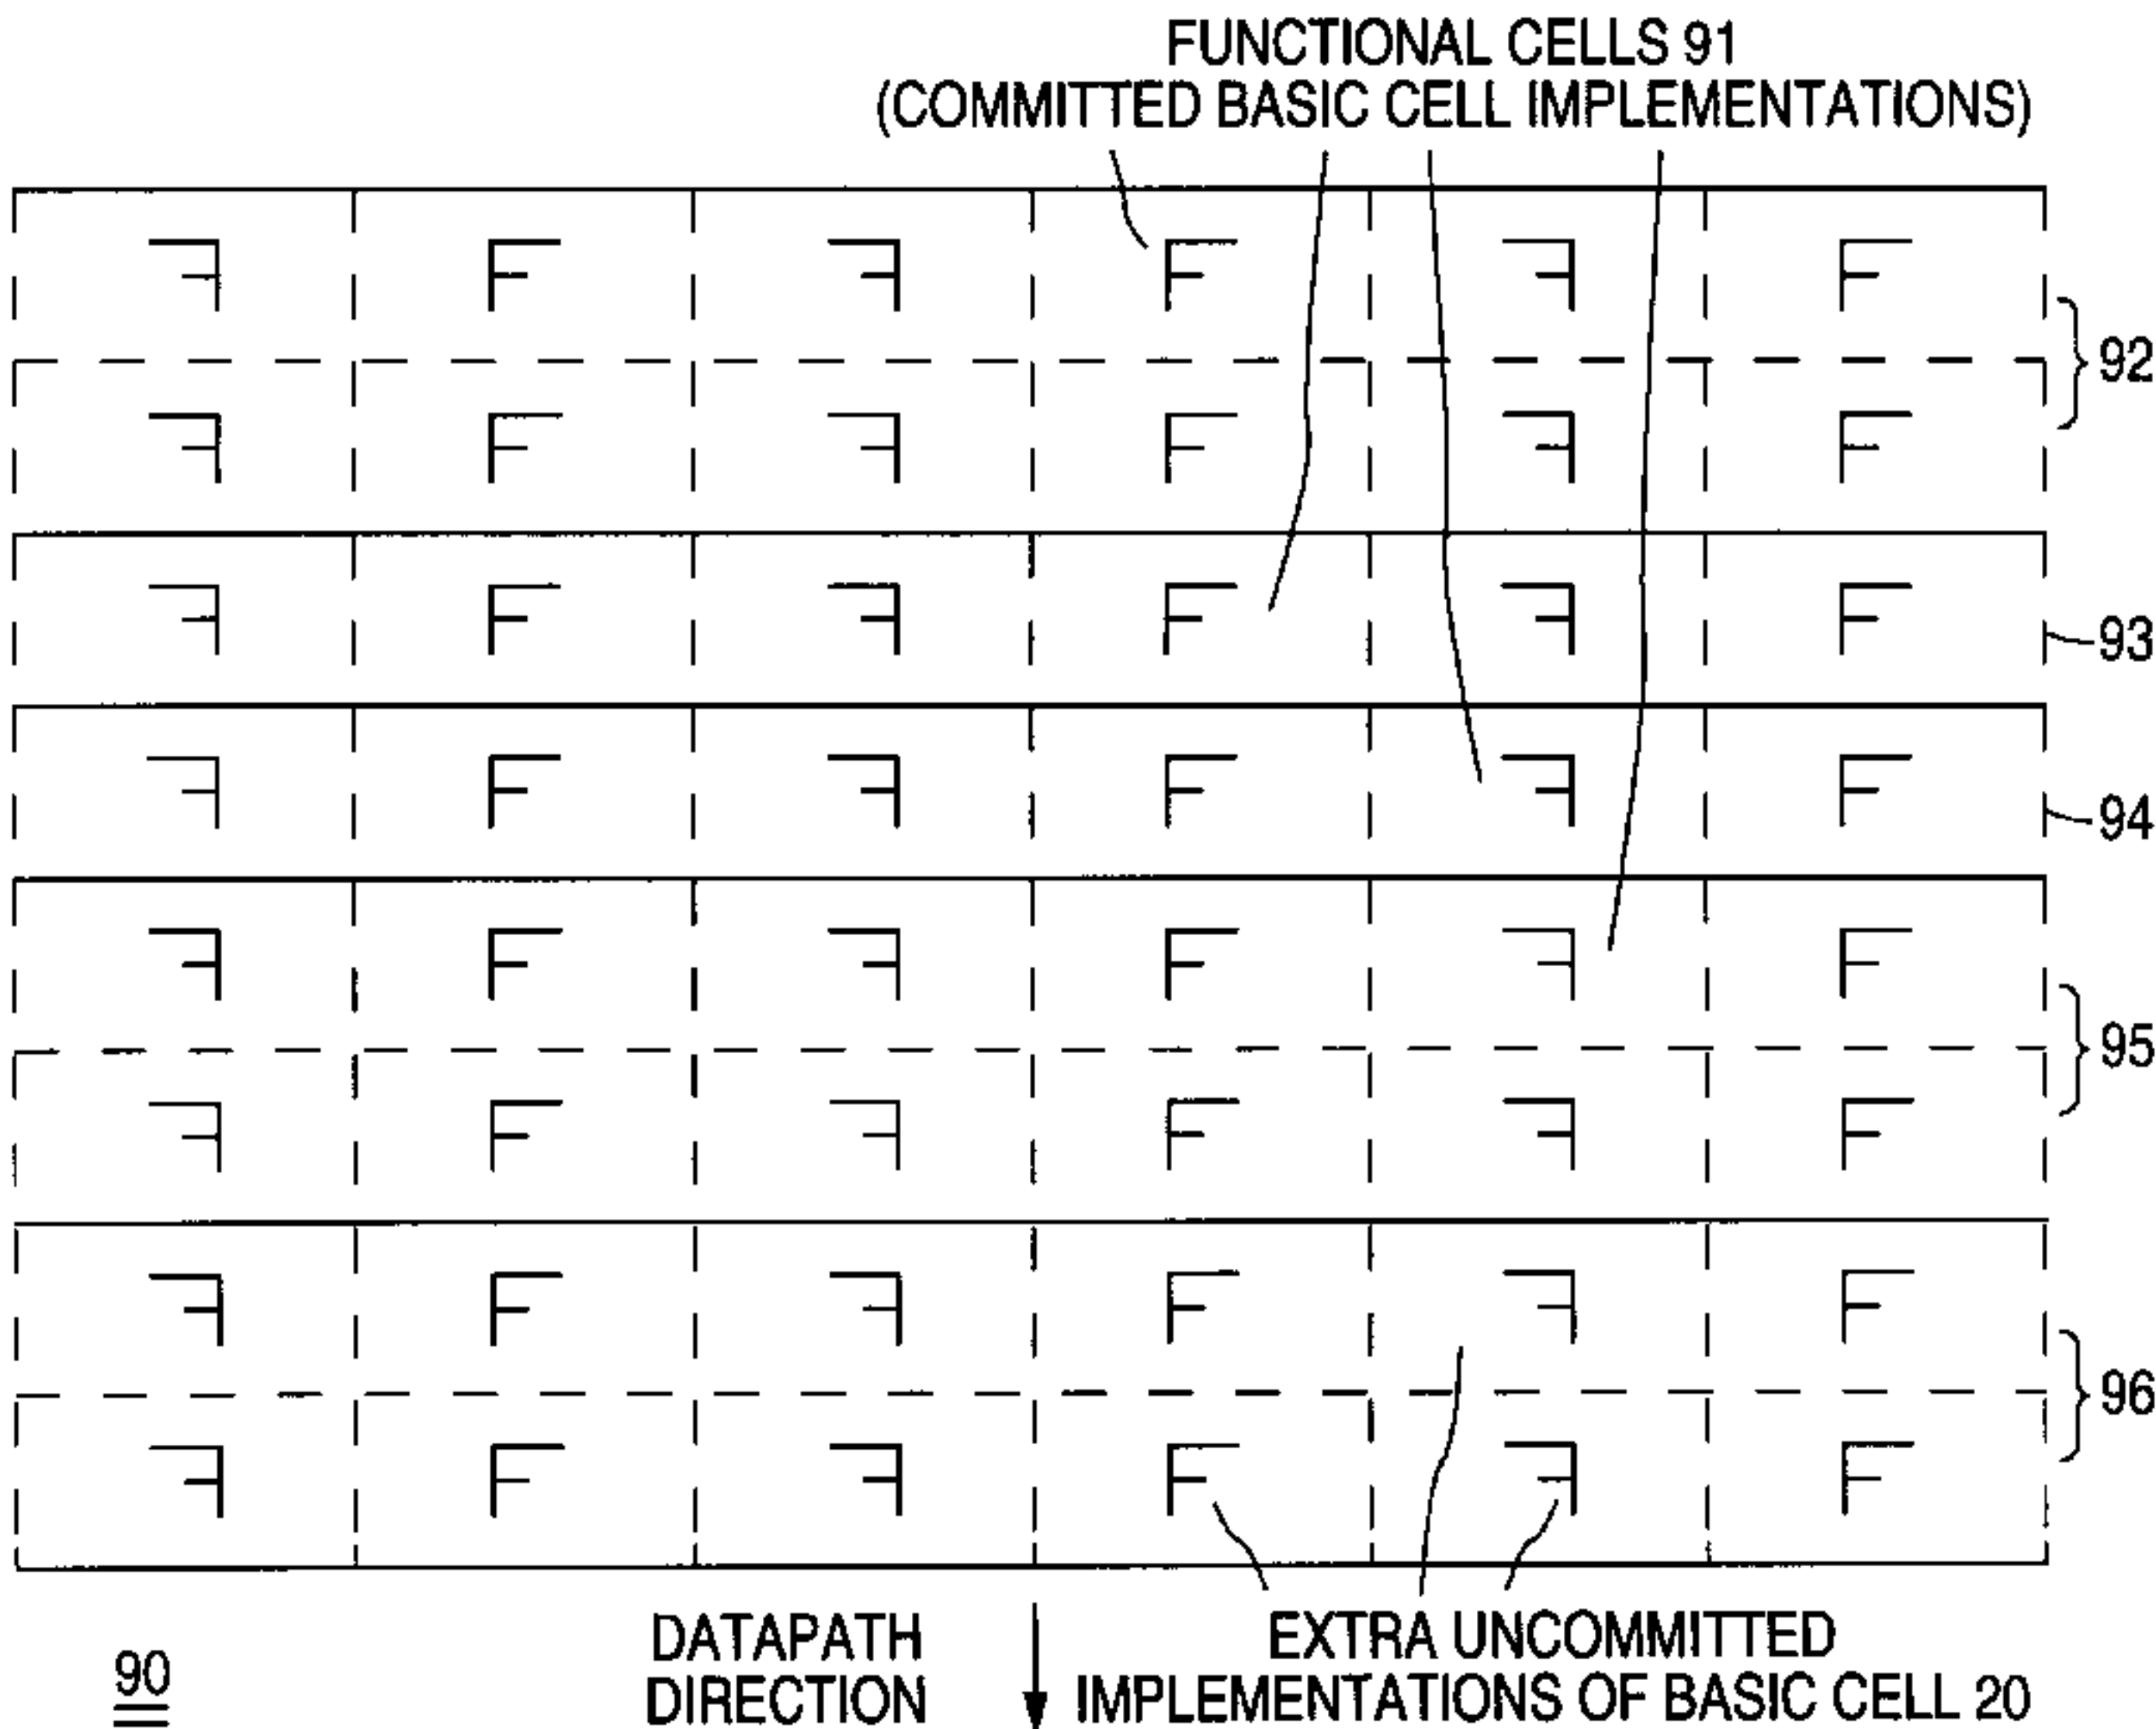 FUNCTIONAL CELLS 91
(COMMITTED BASIC CELL IMPLEMENTATIONS)
F F F F F F
92
F F F F F F
F F F F F F
93
F F F F F F
94
F F F F F F
95
F F F F F F
F F F F F F
96
F F F F F F
DATAPATH
DIRECTION
EXTRA UNCOMMITTED
IMPLEMENTATIONS OF BASIC CELL 20
90